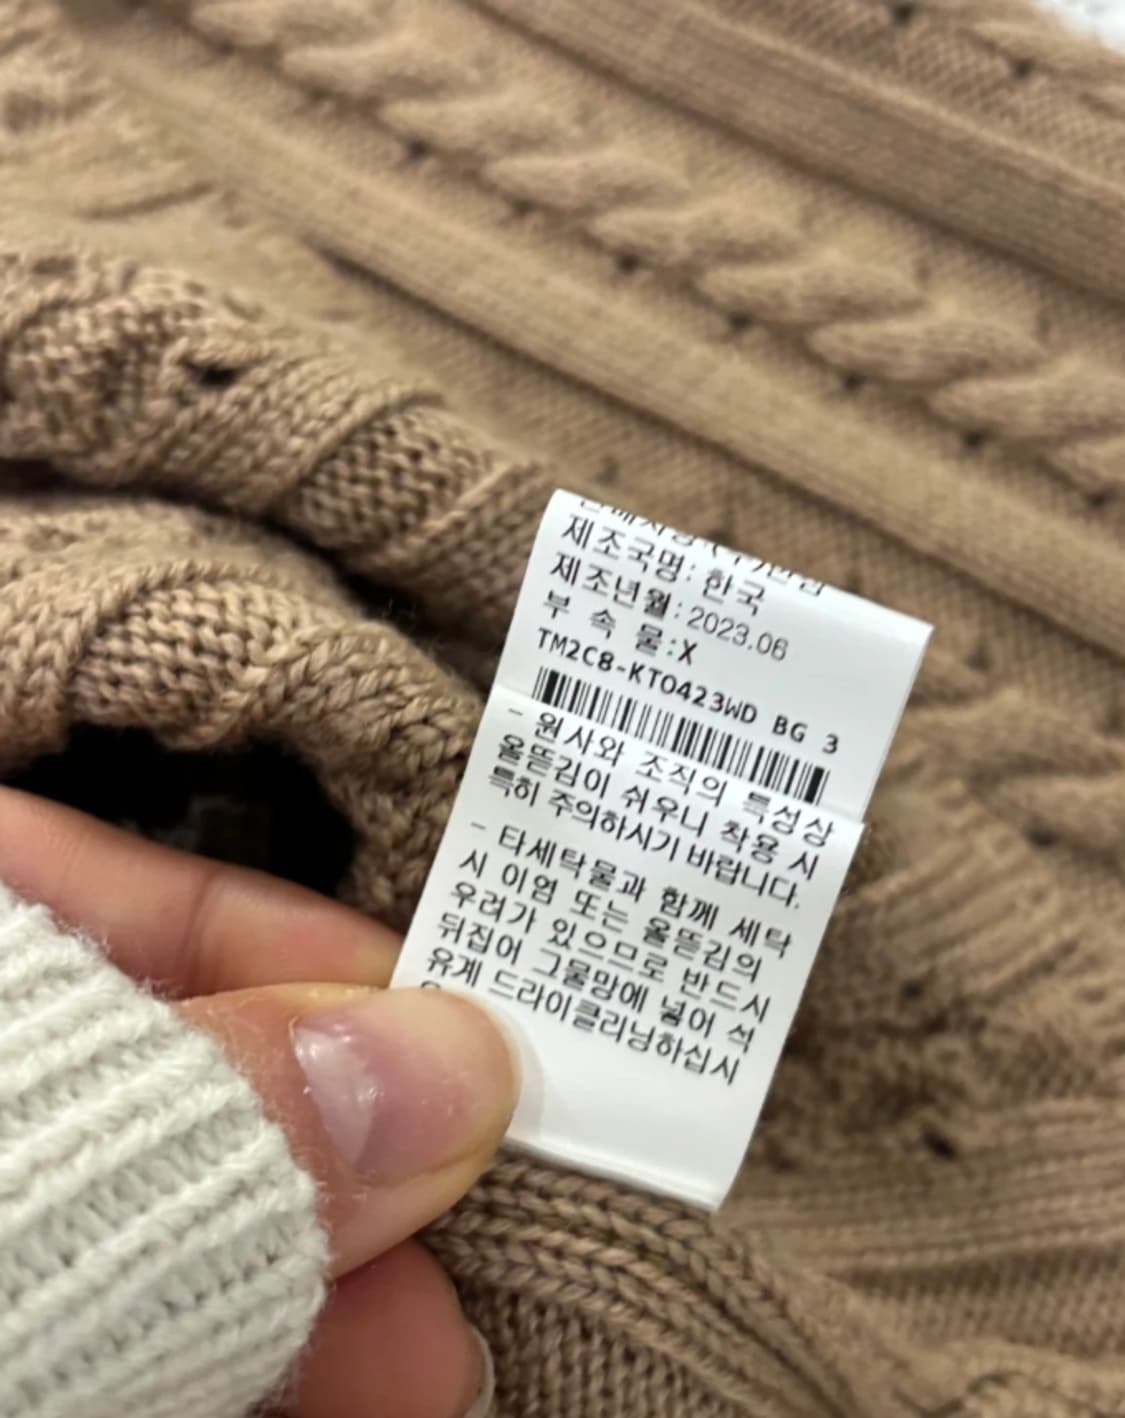 제조국명: 한국
제조년월: 2023.06
부 속 물:X
TM2C8-KTO423WD BG 3
- 원사와 조직의 특성상
올뜯김이 쉬우니 착용 시
특히 주의하시기 바랍니다.
- 타세탁물과 함께 세탁
시 이염 또는 올뜯김의
우려가 있으므로 반드시
뒤집어 그물망에 넣어 석
유계 드라이클리닝하십시